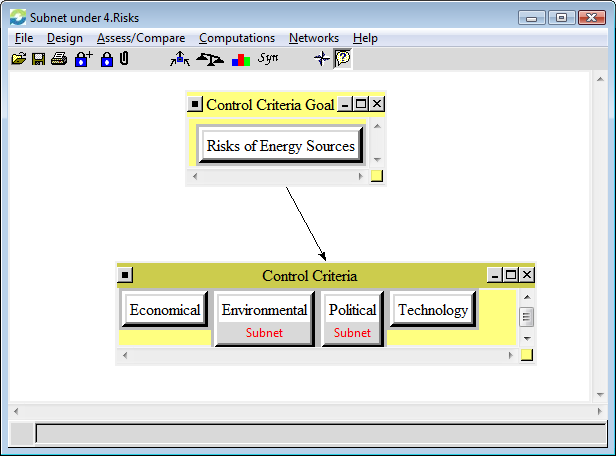 Subnet under 4.Risks
File Design Assess/Compare Computations Networks Help
Syn
Control Criteria Goal
Risks of Energy Sources
Control Criteria
Economical Environmental Political Technology
Subnet Subnet